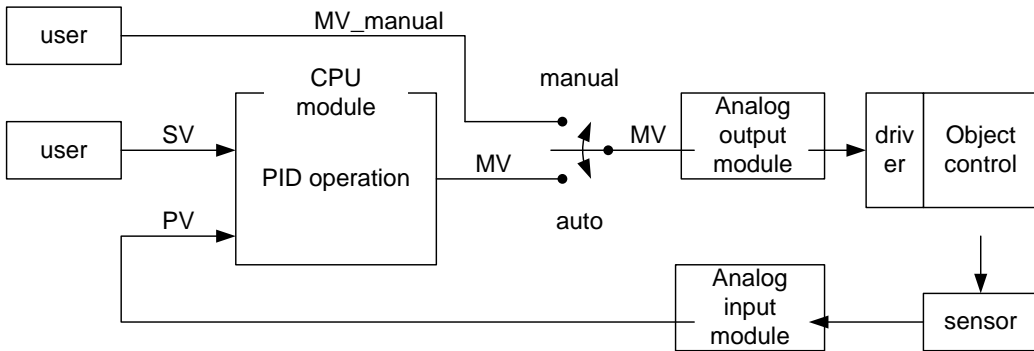 user
MV_manual
CPU
module
manual
user
SV
PID operation
MV
MV
Analog
output
module
driv
er
Object
control
PV
auto
Analog
input
module
sensor